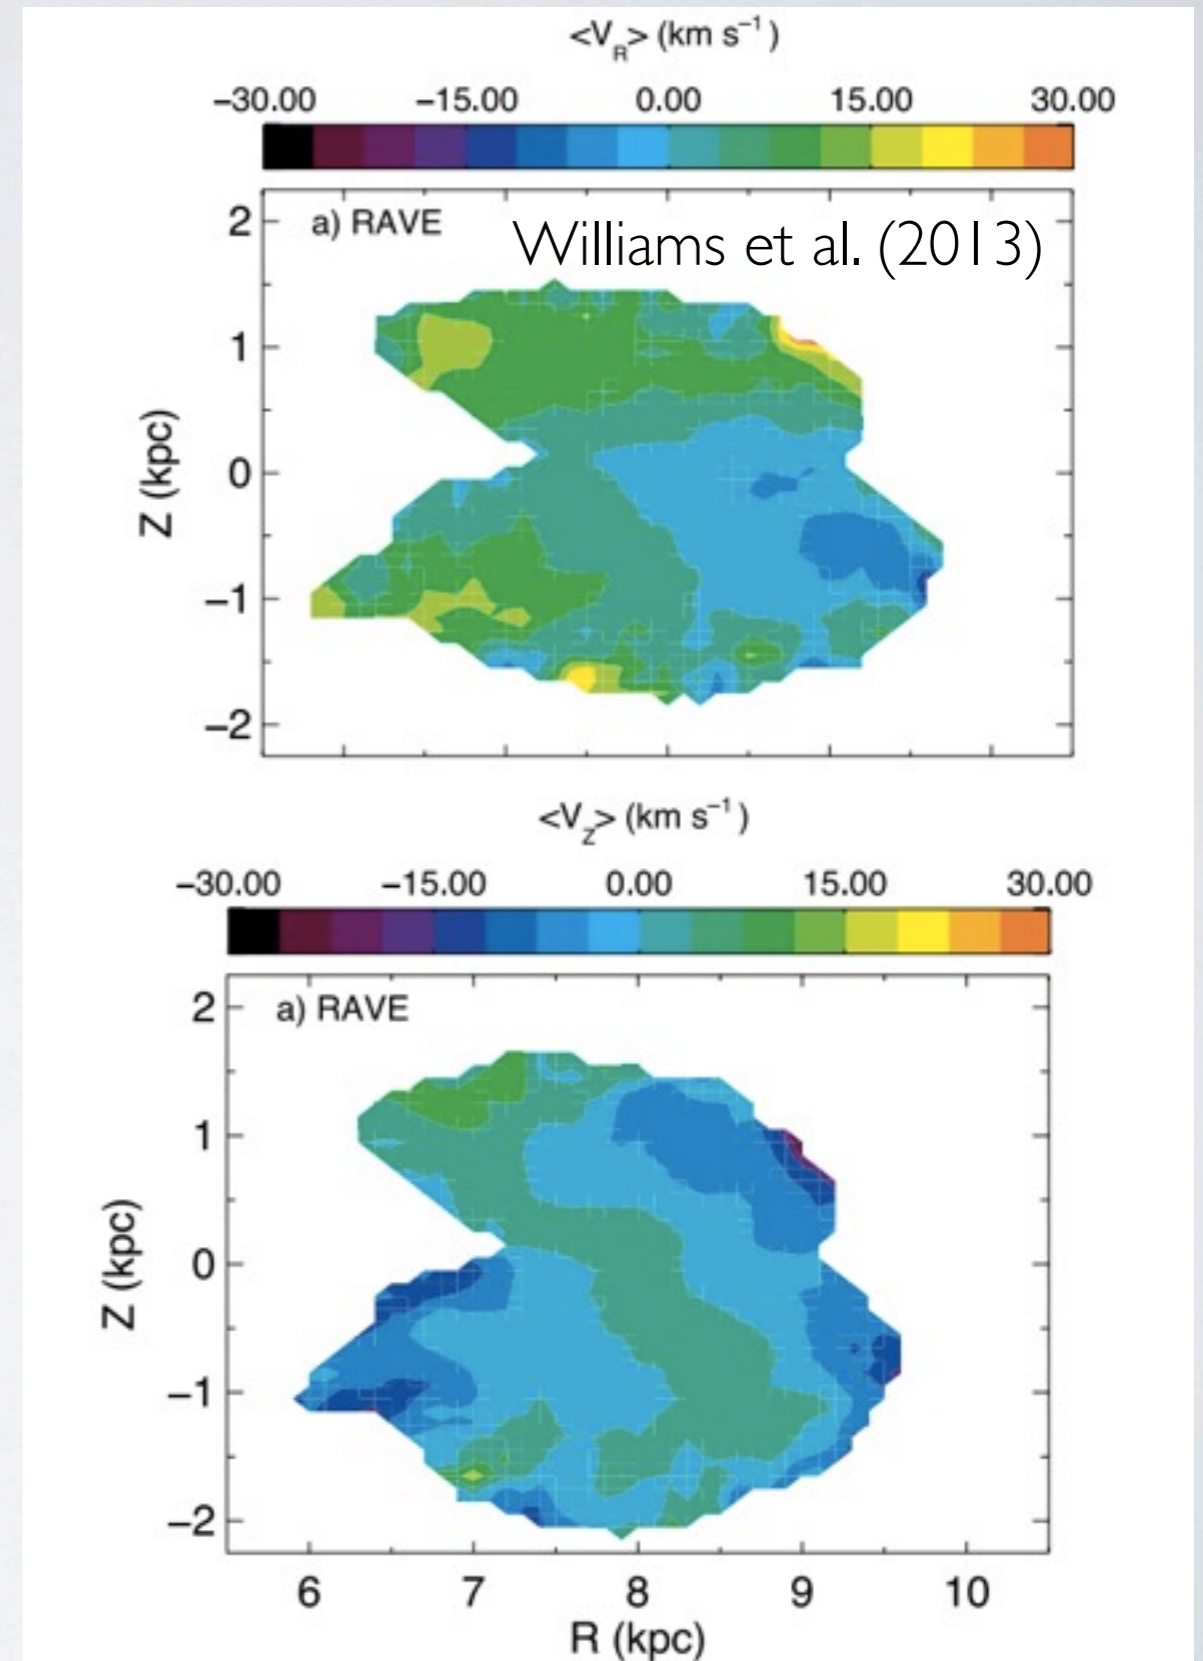 <V_R> (km s⁻¹)
−30.00 −15.00 0.00 15.00 30.00
a) RAVE
Williams et al. (2013)
2
1
0
−1
−2
Z (kpc)
<V_Z> (km s⁻¹)
−30.00 −15.00 0.00 15.00 30.00
a) RAVE
2
1
0
−1
−2
Z (kpc)
6 7 8 9 10
R (kpc)